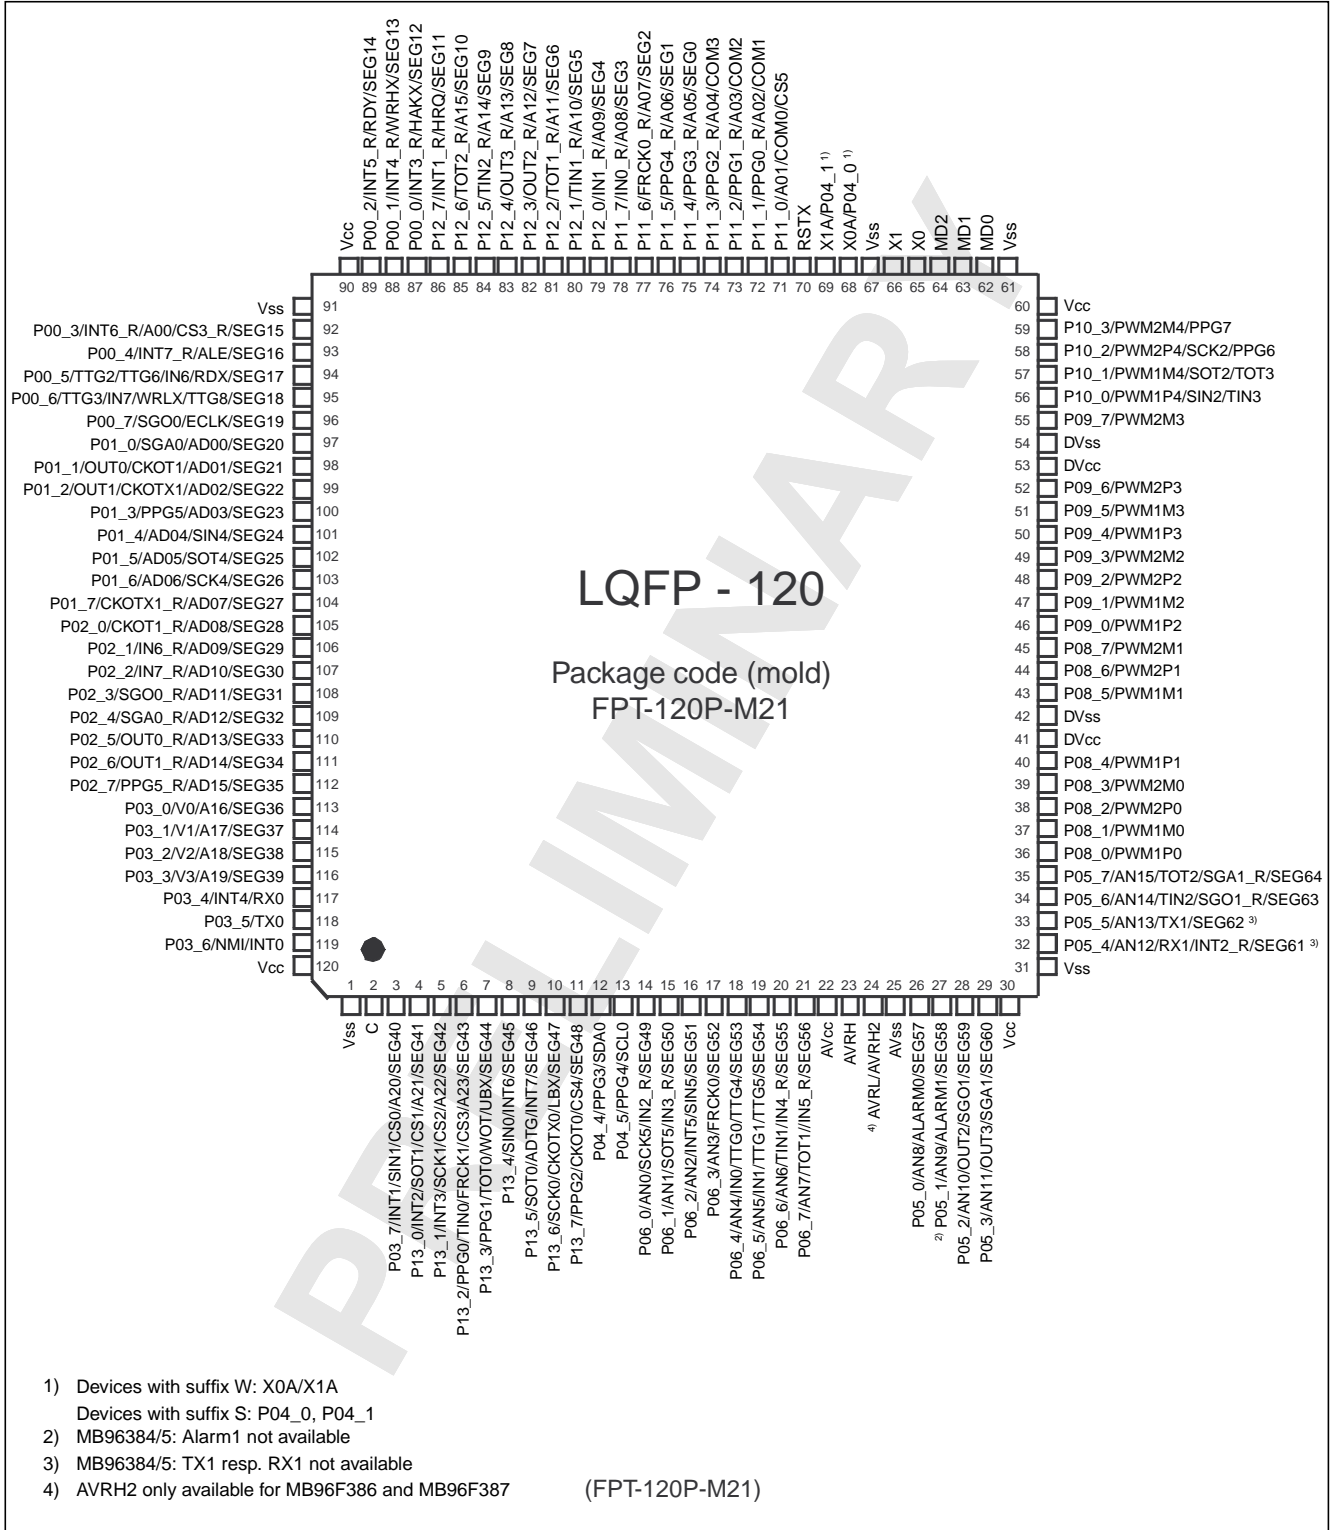 P00_2/INT5_R/RDY/SEG14
P00_1/INT4_R/WRHX/SEG13
P00_0/INT3_R/HAKX/SEG12
P12_7/INT1_R/HRQ/SEG11
P12_6/TOT2_R/A15/SEG10
P12_5/TIN2_R/A14/SEG9
P12_4/OUT3_R/A13/SEG8
P12_3/OUT2_R/A12/SEG7
P12_2/TOT1_R/A11/SEG6
P12_1/TIN1_R/A10/SEG5
P12_0/IN1_R/A09/SEG4
P11_7/IN0_R/A08/SEG3
P11_6/FRCK0_R/A07/SEG2
P11_5/PPG4_R/A06/SEG1
P11_4/PPG3_R/A05/SEG0
P11_3/PPG2_R/A04/COM3
P11_2/PPG1_R/A03/COM2
P11_1/PPG0_R/A02/COM1
P11_0/A01/COM0/CS5
RSTX
X1A/P04_1 1)
X0A/P04_0 1)
Vss
X1
X0
MD2
MD1
MD0
Vss
Vcc
90 89 88 87 86 85 84 83 82 81 80 79 78 77 76 75 74 73 72 71 70 69 68 67 66 65 64 63 62 61
Vss 91
P00_3/INT6_R/A00/CS3_R/SEG15 92
P00_4/INT7_R/ALE/SEG16 93
P00_5/TTG2/TTG6/IN6/RDX/SEG17 94
P00_6/TTG3/IN7/WRLX/TTG8/SEG18 95
P00_7/SGO0/ECLK/SEG19 96
P01_0/SGA0/AD00/SEG20 97
P01_1/OUT0/CKOT1/AD01/SEG21 98
P01_2/OUT1/CKOTX1/AD02/SEG22 99
P01_3/PPG5/AD03/SEG23 100
P01_4/AD04/SIN4/SEG24 101
P01_5/AD05/SOT4/SEG25 102
P01_6/AD06/SCK4/SEG26 103
P01_7/CKOTX1_R/AD07/SEG27 104
P02_0/CKOT1_R/AD08/SEG28 105
P02_1/IN6_R/AD09/SEG29 106
P02_2/IN7_R/AD10/SEG30 107
P02_3/SGO0_R/AD11/SEG31 108
P02_4/SGA0_R/AD12/SEG32 109
P02_5/OUT0_R/AD13/SEG33 110
P02_6/OUT1_R/AD14/SEG34 111
P02_7/PPG5_R/AD15/SEG35 112
P03_0/V0/A16/SEG36 113
P03_1/V1/A17/SEG37 114
P03_2/V2/A18/SEG38 115
P03_3/V3/A19/SEG39 116
P03_4/INT4/RX0 117
P03_5/TX0 118
P03_6/NMI/INT0 119
Vcc 120
LQFP - 120
Package code (mold)
FPT-120P-M21
PRELIMINARY
60 Vcc
59 P10_3/PWM2M4/PPG7
58 P10_2/PWM2P4/SCK2/PPG6
57 P10_1/PWM1M4/SOT2/TOT3
56 P10_0/PWM1P4/SIN2/TIN3
55 P09_7/PWM2M3
54 DVss
53 DVcc
52 P09_6/PWM2P3
51 P09_5/PWM1M3
50 P09_4/PWM1P3
49 P09_3/PWM2M2
48 P09_2/PWM2P2
47 P09_1/PWM1M2
46 P09_0/PWM1P2
45 P08_7/PWM2M1
44 P08_6/PWM2P1
43 P08_5/PWM1M1
42 DVss
41 DVcc
40 P08_4/PWM1P1
39 P08_3/PWM2M0
38 P08_2/PWM2P0
37 P08_1/PWM1M0
36 P08_0/PWM1P0
35 P05_7/AN15/TOT2/SGA1_R/SEG64
34 P05_6/AN14/TIN2/SGO1_R/SEG63
33 P05_5/AN13/TX1/SEG62 3)
32 P05_4/AN12/RX1/INT2_R/SEG61 3)
31 Vss
1 2 3 4 5 6 7 8 9 10 11 12 13 14 15 16 17 18 19 20 21 22 23 24 25 26 27 28 29 30
Vss
C
P03_7/INT1/SIN1/CS0/A20/SEG40
P13_0/INT2/SOT1/CS1/A21/SEG41
P13_1/INT3/SCK1/CS2/A22/SEG42
P13_2/PPG0/TIN0/FRCK1/CS3/A23/SEG43
P13_3/PPG1/TOT0/WOT/UBX/SEG44
P13_4/SIN0/INT6/SEG45
P13_5/SOT0/ADTG/INT7/SEG46
P13_6/SCK0/CKOTX0/LBX/SEG47
P13_7/PPG2/CKOT0/CS4/SEG48
P04_4/PPG3/SDA0
P04_5/PPG4/SCL0
P06_0/AN0/SCK5/IN2_R/SEG49
P06_1/AN1/SOT5/IN3_R/SEG50
P06_2/AN2/INT5/SIN5/SEG51
P06_3/AN3/FRCK0/SEG52
P06_4/AN4/IN0/TTG0/TTG4/SEG53
P06_5/AN5/IN1/TTG1/TTG5/SEG54
P06_6/AN6/TIN1/IN4_R/SEG55
P06_7/AN7/TOT1//IN5_R/SEG56
AVcc
AVRH
4) AVRL/AVRH2
AVss
P05_0/AN8/ALARM0/SEG57
2) P05_1/AN9/ALARM1/SEG58
P05_2/AN10/OUT2/SGO1/SEG59
P05_3/AN11/OUT3/SGA1/SEG60
Vcc
1) Devices with suffix W: X0A/X1A
Devices with suffix S: P04_0, P04_1
2) MB96384/5: Alarm1 not available
3) MB96384/5: TX1 resp. RX1 not available
4) AVRH2 only available for MB96F386 and MB96F387
(FPT-120P-M21)